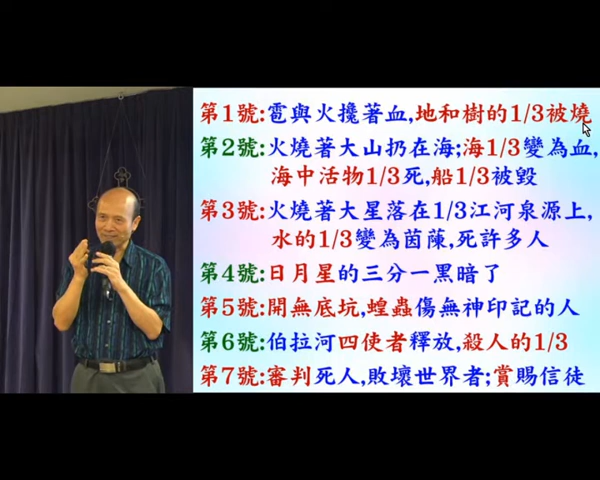 第1號:雹與火攙著血,地和樹的1/3被燒
第2號:火燒著大山扔在海;海1/3變為血,
海中活物1/3死,船1/3被毀
第3號:火燒著大星落在1/3江河泉源上,
水的1/3變為茵蔯,死許多人
第4號:日月星的三分一黑暗了
第5號:開無底坑,蝗蟲傷無神印記的人
第6號:伯拉河四使者釋放,殺人的1/3
第7號:審判死人,敗壞世界者;賞賜信徒